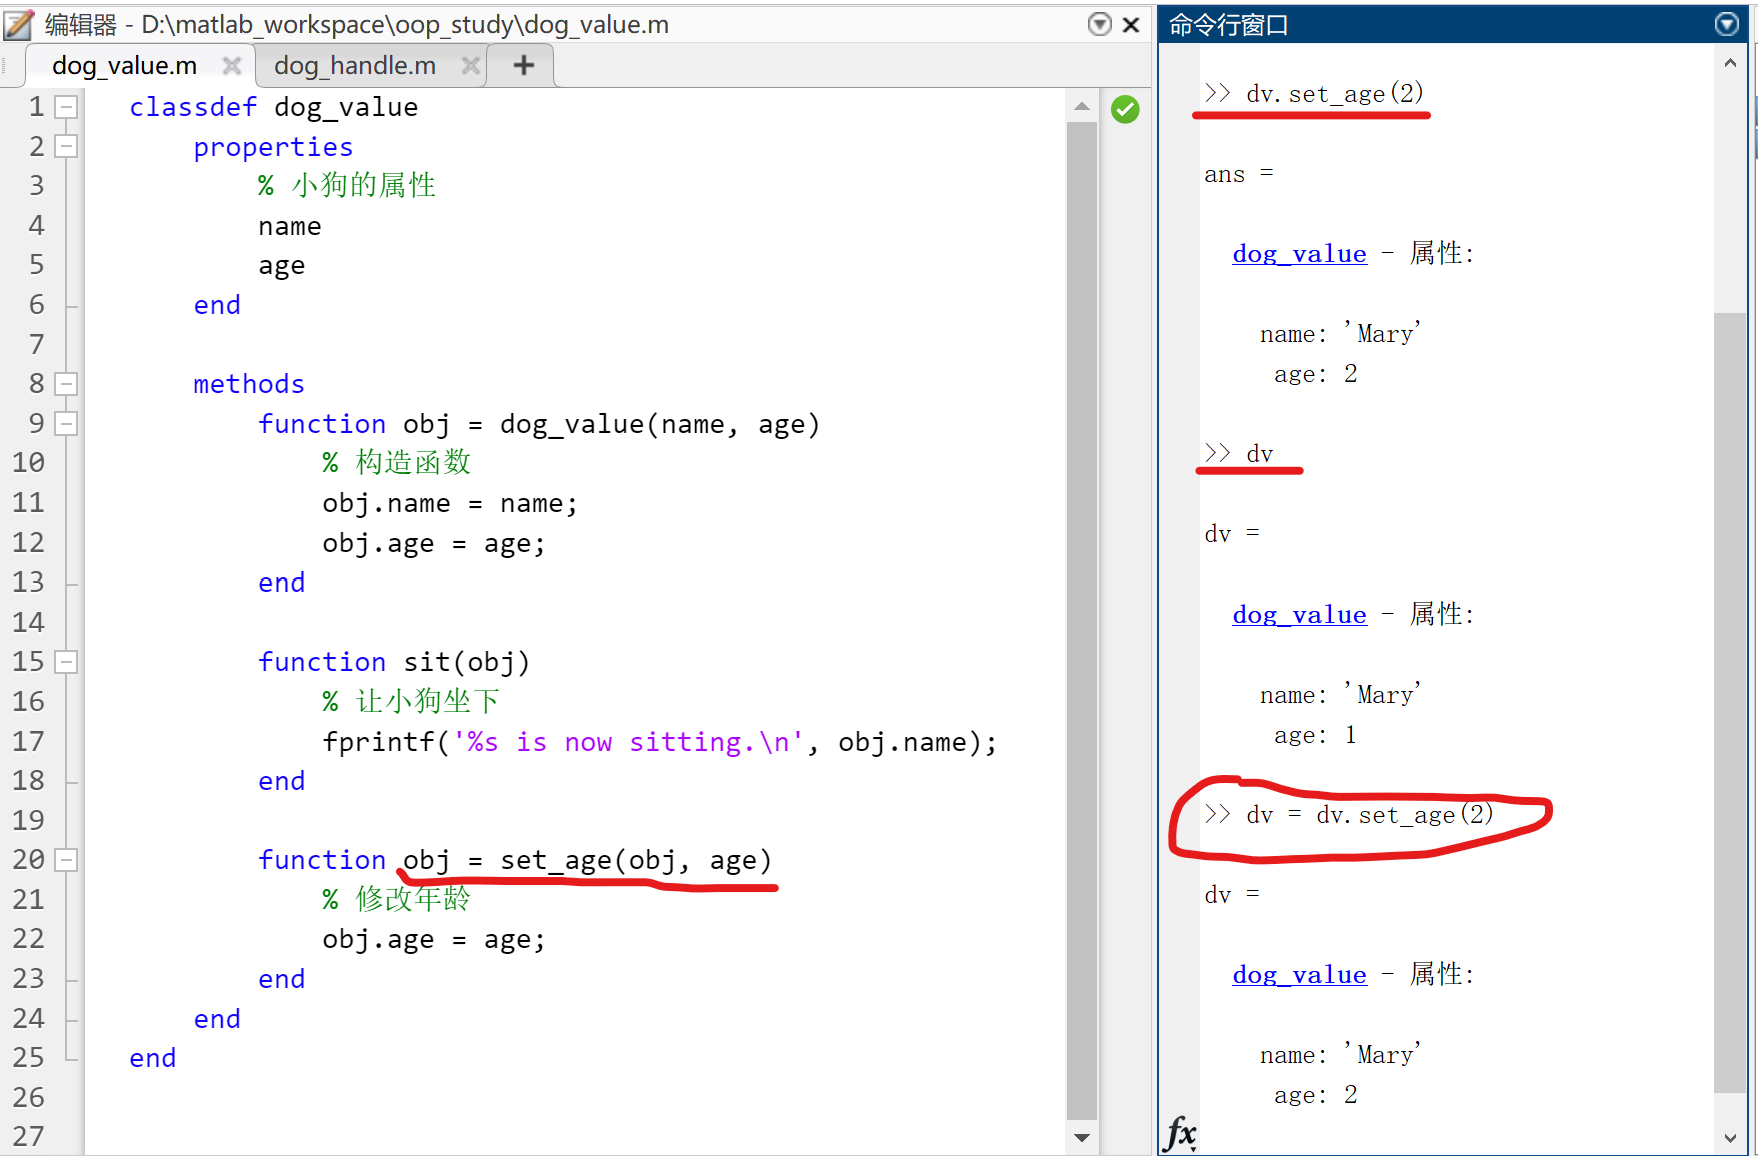 编辑器 - D:\matlab_workspace\oop_study\dog_value.m
dog_value.m
dog_handle.m
1 classdef dog_value
2 properties
3 % 小狗的属性
4 name
5 age
6 end
7
8 methods
9 function obj = dog_value(name, age)
10 % 构造函数
11 obj.name = name;
12 obj.age = age;
13 end
14
15 function sit(obj)
16 % 让小狗坐下
17 fprintf('%s is now sitting.\n', obj.name);
18 end
19
20 function obj = set_age(obj, age)
21 % 修改年龄
22 obj.age = age;
23 end
24 end
25 end
26
27
命令行窗口
>> dv.set_age(2)
ans =
dog_value - 属性:
name: 'Mary'
age: 2
>> dv
dv =
dog_value - 属性:
name: 'Mary'
age: 1
>> dv = dv.set_age(2)
dv =
dog_value - 属性:
name: 'Mary'
age: 2
fx